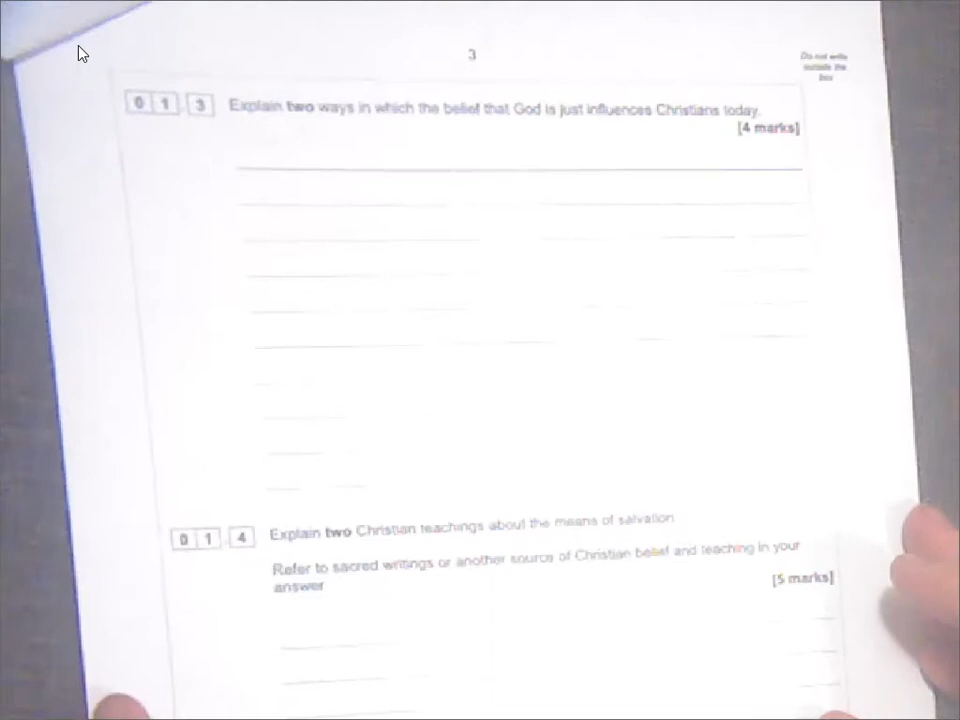 3
Do not write
outside the
box
0 1 . 3 Explain two ways in which the belief that God is just influences Christians today.
[4 marks]
0 1 . 4 Explain two Christian teachings about the means of salvation
Refer to sacred writings or another source of Christian belief and teaching in your
answer
[5 marks]